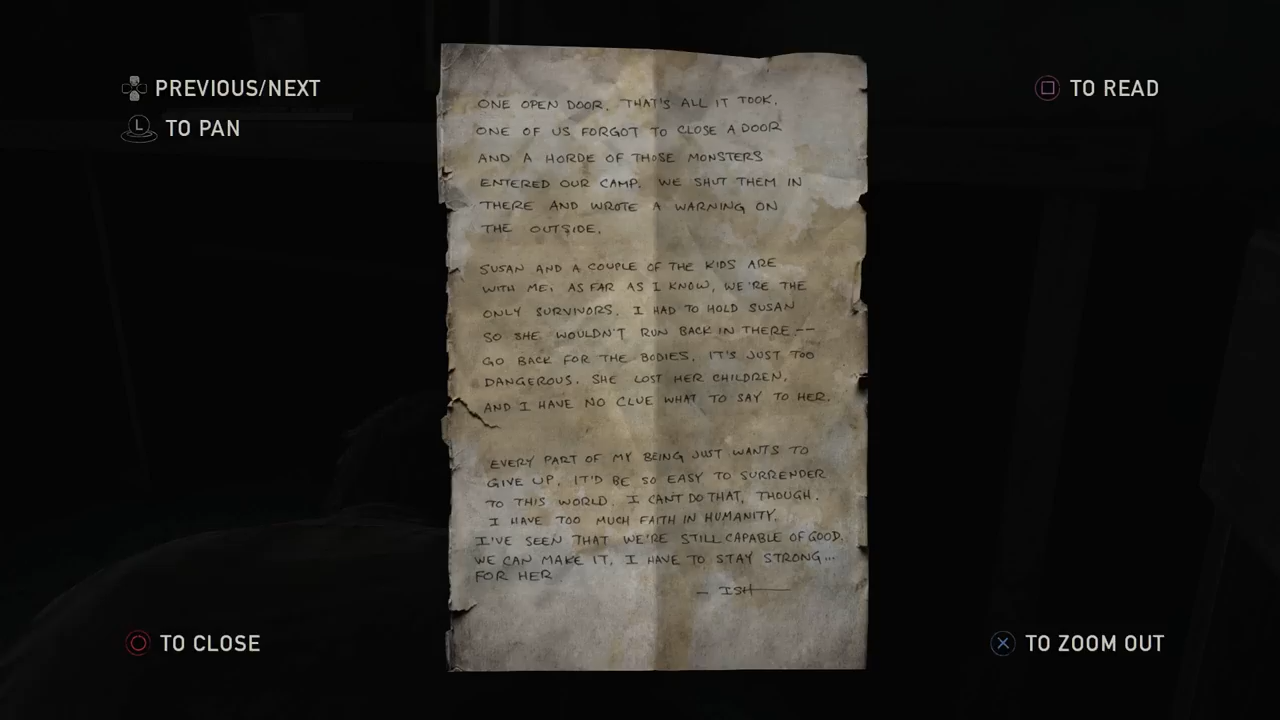 PREVIOUS/NEXT
L TO PAN
TO READ
ONE OPEN DOOR. THAT'S ALL IT TOOK.
ONE OF US FORGOT TO CLOSE A DOOR
AND A HORDE OF THOSE MONSTERS
ENTERED OUR CAMP. WE SHUT THEM IN
THERE AND WROTE A WARNING ON
THE OUTSIDE.
SUSAN AND A COUPLE OF THE KIDS ARE
WITH ME; AS FAR AS I KNOW, WE'RE THE
ONLY SURVIVORS. I HAD TO HOLD SUSAN
SO SHE WOULDN'T RUN BACK IN THERE --
GO BACK FOR THE BODIES. IT'S JUST TOO
DANGEROUS. SHE LOST HER CHILDREN,
AND I HAVE NO CLUE WHAT TO SAY TO HER.
EVERY PART OF MY BEING JUST WANTS TO
GIVE UP. IT'D BE SO EASY TO SURRENDER
TO THIS WORLD. I CAN'T DO THAT, THOUGH.
I HAVE TOO MUCH FAITH IN HUMANITY.
I'VE SEEN THAT WE'RE STILL CAPABLE OF GOOD.
WE CAN MAKE IT. I HAVE TO STAY STRONG...
FOR HER.
- ISH
TO CLOSE
TO ZOOM OUT